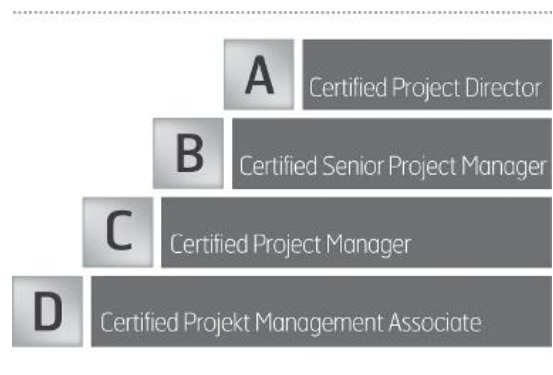 A Certified Project Director
B Certified Senior Project Manager
C Certified Project Manager
D Certified Projekt Management Associate